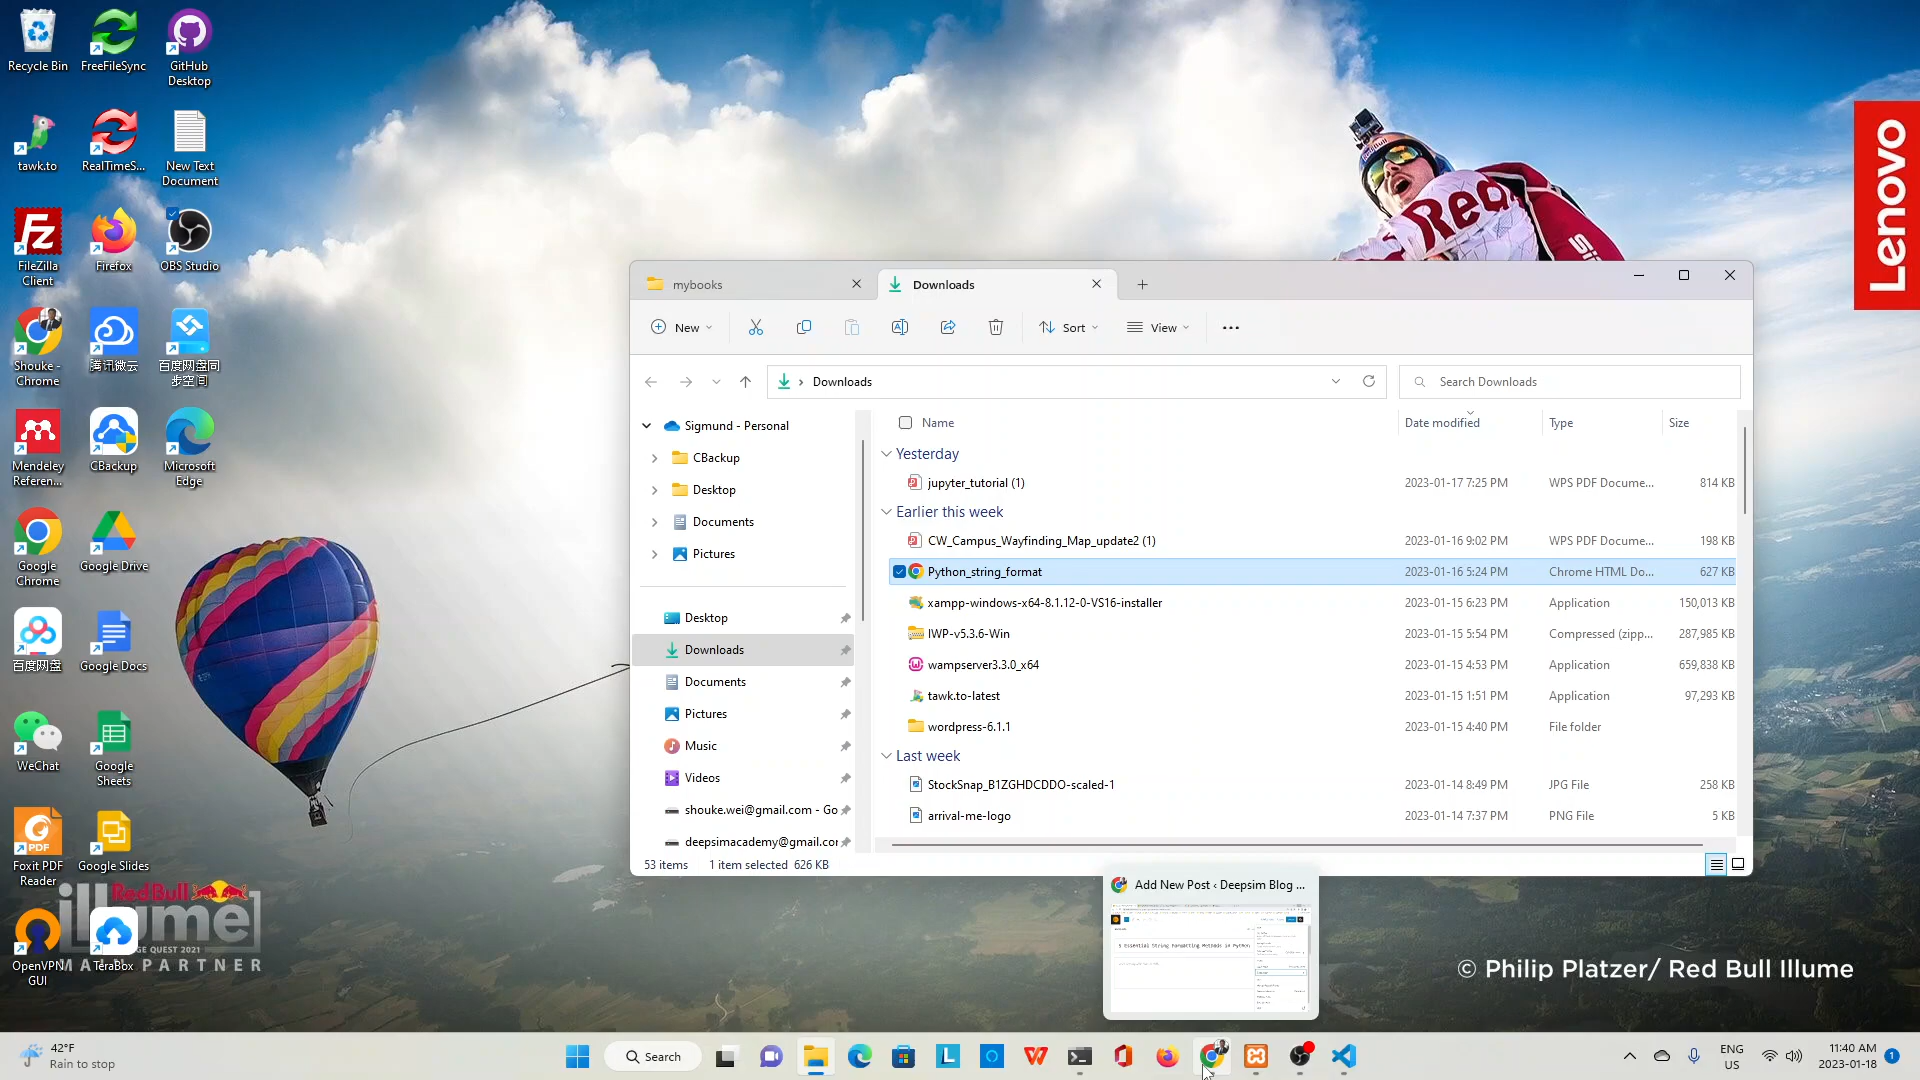 Recycle Bin
FreeFileSync
GitHub
Desktop
tawk.to
RealTimeS...
New Text
Document
FileZilla
Client
Firefox
OBS Studio
Shouke -
Chrome
腾讯微云
百度网盘同
步空间
Mendeley
Referen...
CBackup
Microsoft
Edge
Google
Chrome
Google Drive
百度网盘
Google Docs
WeChat
Google
Sheets
Foxit PDF
Reader
Google Slides
OpenVPN
GUI
TeraBox
RedBull
illume
GE QUEST 2021
MAIN PARTNER
Lenovo
RedBull
Red
mybooks
Downloads
New
Sort
View
Downloads
Search Downloads
Sigmund - Personal
CBackup
Desktop
Documents
Pictures
Desktop
Downloads
Documents
Pictures
Music
Videos
shouke.wei@gmail.com - Go
deepsimacademy@gmail.cor
Name Date modified Type Size
Yesterday
jupyter_tutorial (1) 2023-01-17 7:25 PM WPS PDF Docume... 814 KB
Earlier this week
CW_Campus_Wayfinding_Map_update2 (1) 2023-01-16 9:02 PM WPS PDF Docume... 198 KB
Python_string_format 2023-01-16 5:24 PM Chrome HTML Do... 627 KB
xampp-windows-x64-8.1.12-0-VS16-installer 2023-01-15 6:23 PM Application 150,013 KB
IWP-v5.3.6-Win 2023-01-15 5:54 PM Compressed (zipp... 287,985 KB
wampserver3.3.0_x64 2023-01-15 4:53 PM Application 659,838 KB
tawk.to-latest 2023-01-15 1:51 PM Application 97,293 KB
wordpress-6.1.1 2023-01-15 4:40 PM File folder
Last week
StockSnap_B1ZGHDCDDO-scaled-1 2023-01-14 8:49 PM JPG File 258 KB
arrival-me-logo 2023-01-14 7:37 PM PNG File 5 KB
53 items 1 item selected 626 KB
Add New Post ‹ Deepsim Blog ...
5 Essential String Formatting Methods in Python
© Philip Platzer/ Red Bull Illume
42°F
Rain to stop
Search
ENG
US
11:40 AM
2023-01-18
1